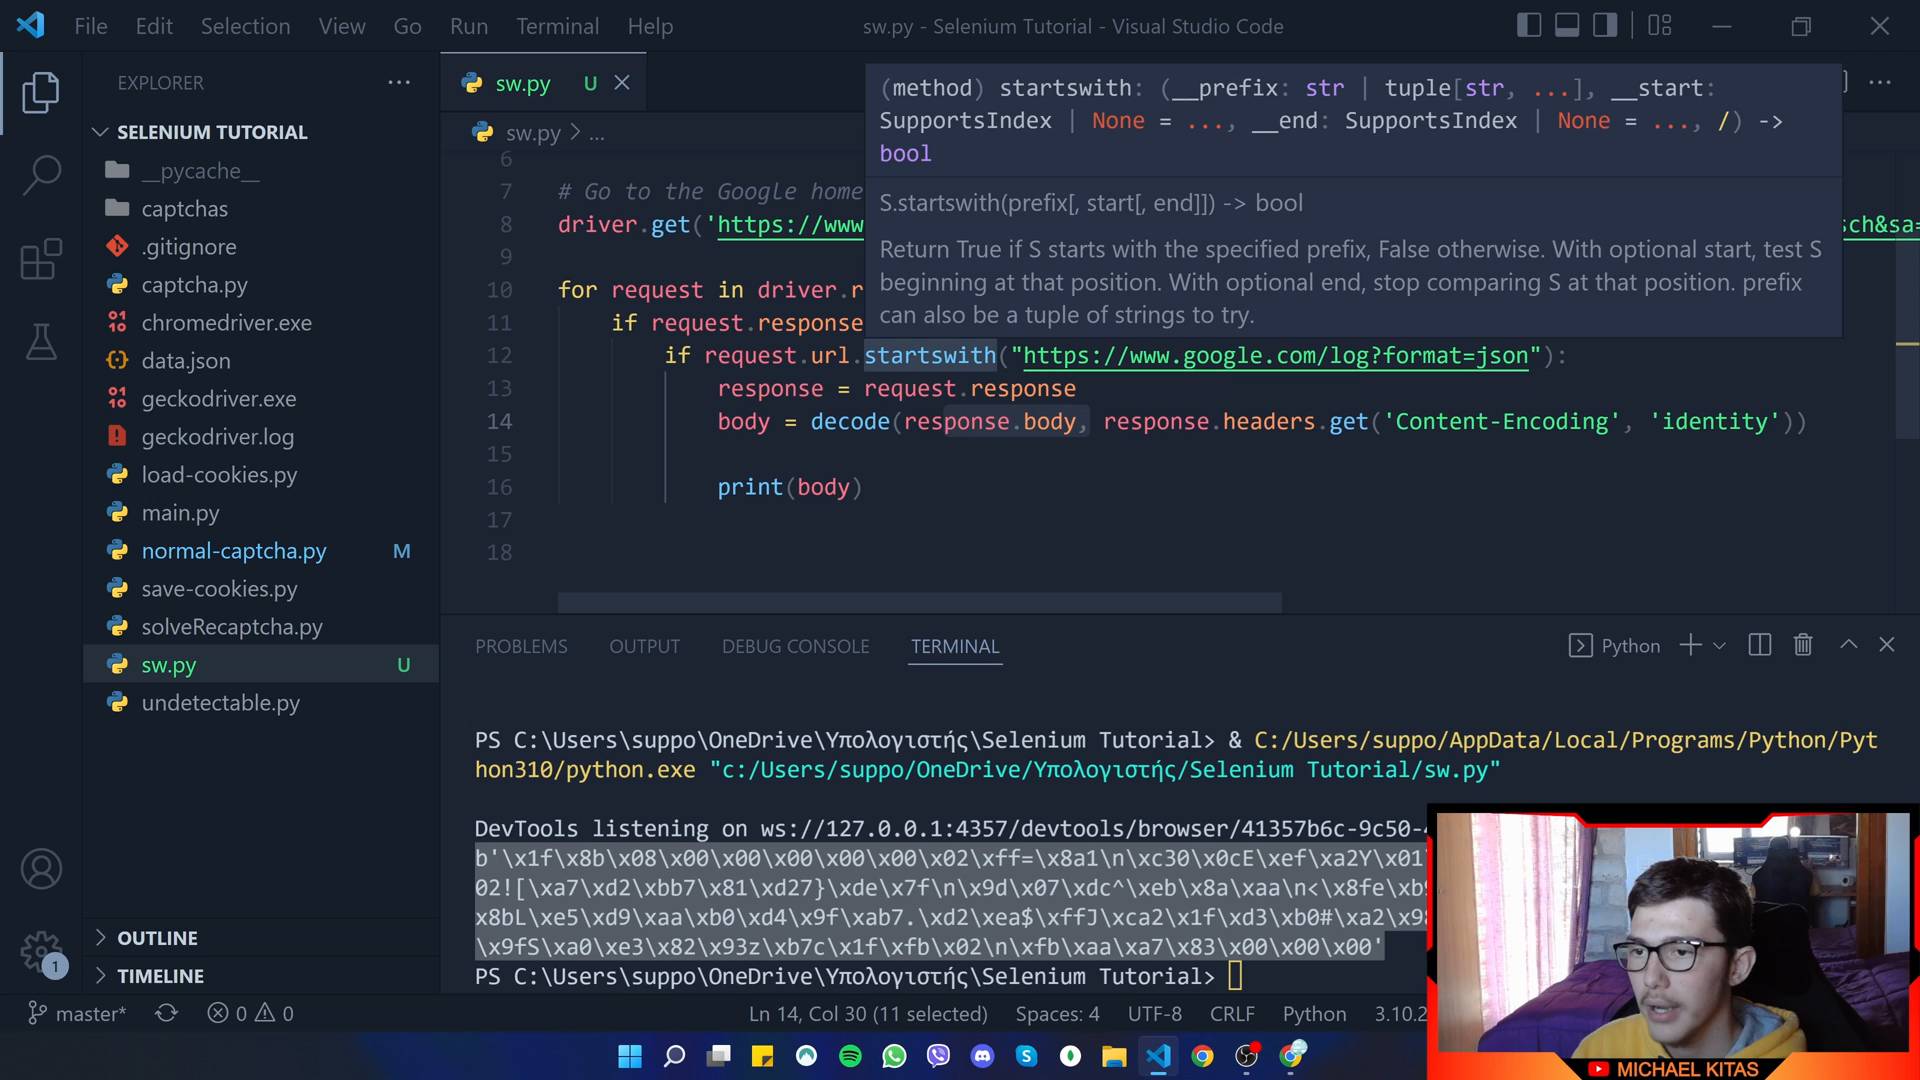 File Edit Selection View Go Run Terminal Help
sw.py - Selenium Tutorial - Visual Studio Code
EXPLORER
SELENIUM TUTORIAL
__pycache__
captchas
.gitignore
captcha.py
chromedriver.exe
data.json
geckodriver.exe
geckodriver.log
load-cookies.py
main.py
normal-captcha.py M
save-cookies.py
solveRecaptcha.py
sw.py U
undetectable.py
OUTLINE
TIMELINE
sw.py U
sw.py > ...
(method) startswith: (__prefix: str | tuple[str, ...], __start:
SupportsIndex | None = ..., __end: SupportsIndex | None = ..., /) ->
bool
S.startswith(prefix[, start[, end]]) -> bool
Return True if S starts with the specified prefix, False otherwise. With optional start, test S
beginning at that position. With optional end, stop comparing S at that position. prefix
can also be a tuple of strings to try.
6
7 # Go to the Google home
8 driver.get('https://www ch&sa=
9
10 for request in driver.r
11 if request.response
12 if request.url.startswith("https://www.google.com/log?format=json"):
13 response = request.response
14 body = decode(response.body, response.headers.get('Content-Encoding', 'identity'))
15
16 print(body)
17
18
PROBLEMS OUTPUT DEBUG CONSOLE TERMINAL
Python
PS C:\Users\suppo\OneDrive\Υπολογιστής\Selenium Tutorial> & C:/Users/suppo/AppData/Local/Programs/Python/Pyt
hon310/python.exe "c:/Users/suppo/OneDrive/Υπολογιστής/Selenium Tutorial/sw.py"
DevTools listening on ws://127.0.0.1:4357/devtools/browser/41357b6c-9c50-
b'\x1f\x8b\x08\x00\x00\x00\x00\x00\x02\xff=\x8a1\n\xc30\x0cE\xef\xa2Y\x01
02![\xa7\xd2\xbb7\x81\xd27}\xde\x7f\n\x9d\x07\xdc^\xeb\x8a\xaa\n<\x8fe\xb
x8bL\xe5\xd9\xaa\xb0\xd4\x9f\xab7.\xd2\xea$\xffJ\xca2\x1f\xd3\xb0#\xa2\x9
\x9fS\xa0\xe3\x82\x93z\xb7c\x1f\xfb\x02\n\xfb\xaa\xa7\x83\x00\x00\x00'
PS C:\Users\suppo\OneDrive\Υπολογιστής\Selenium Tutorial>
1
master* 0 0
Ln 14, Col 30 (11 selected) Spaces: 4 UTF-8 CRLF Python 3.10.2
MICHAEL KITAS